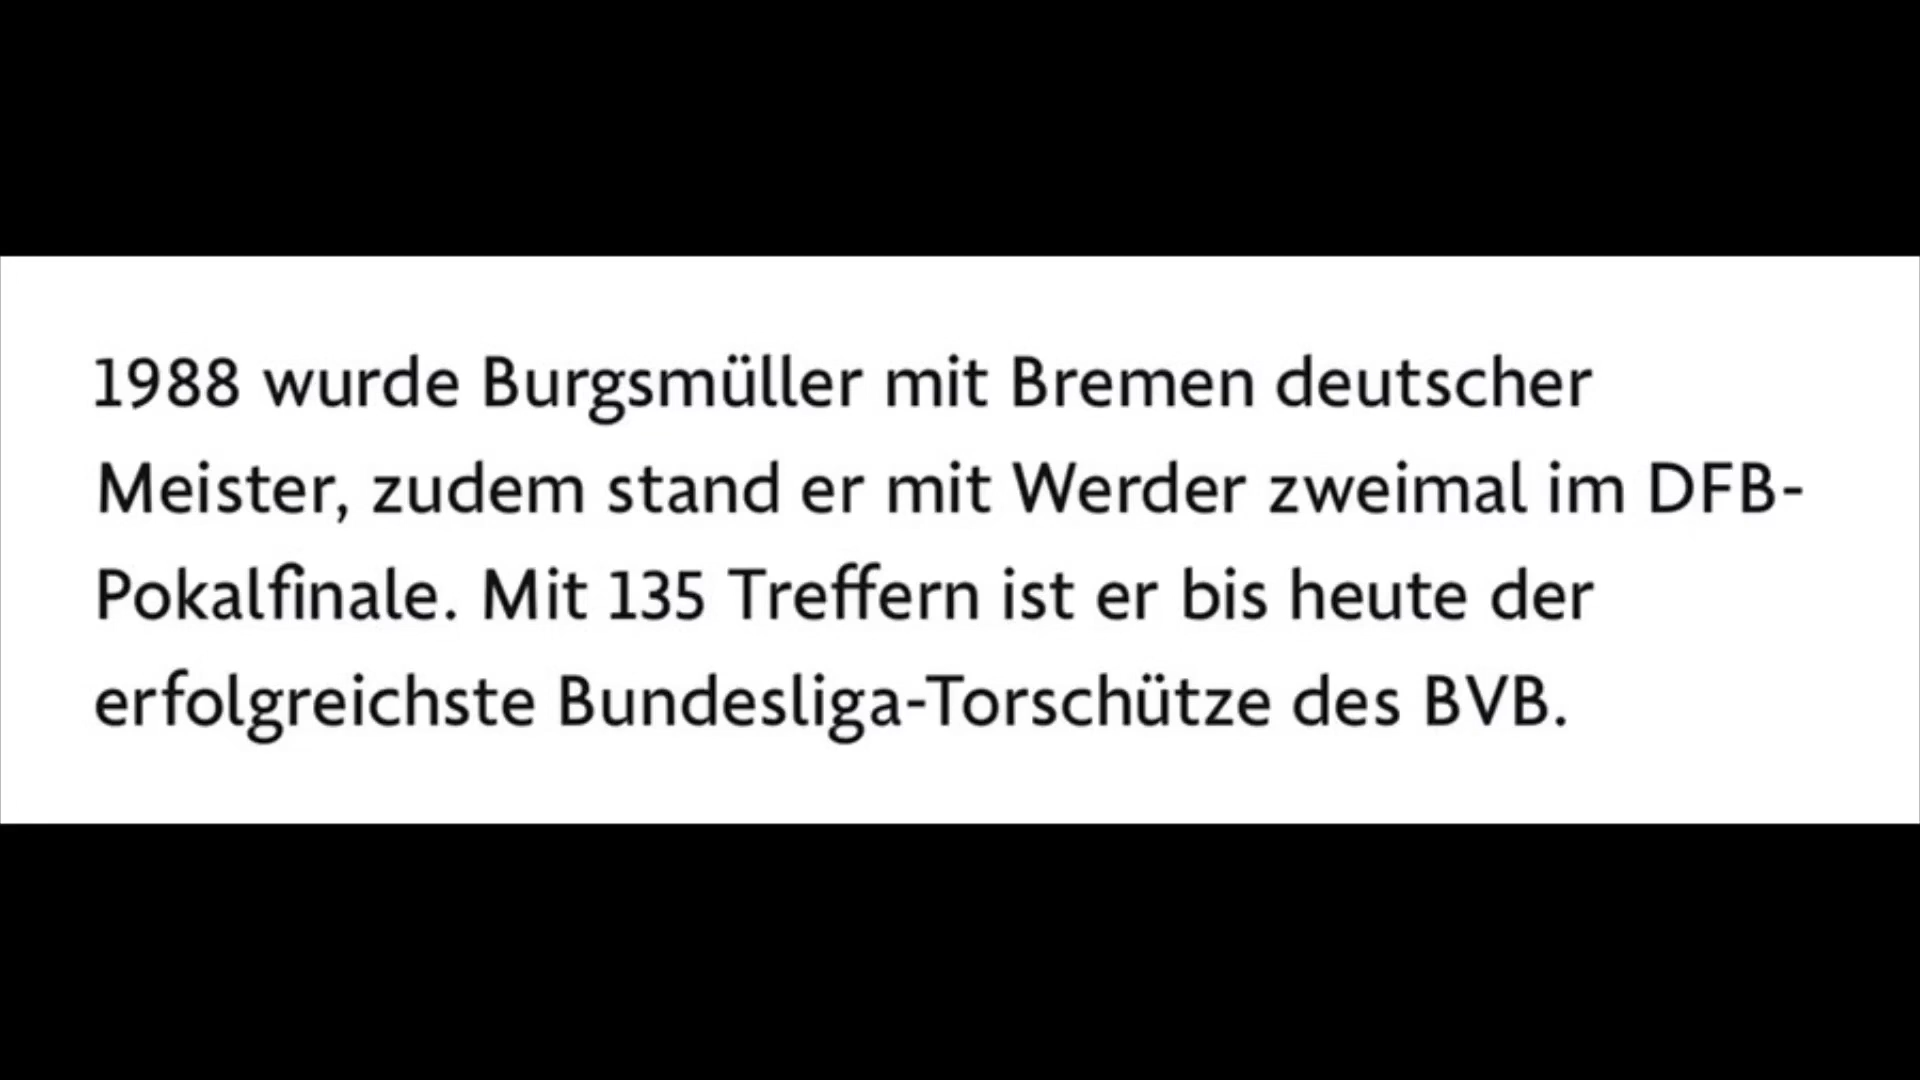 1988 wurde Burgsmüller mit Bremen deutscher
Meister, zudem stand er mit Werder zweimal im DFB-
Pokalfinale. Mit 135 Treffern ist er bis heute der
erfolgreichste Bundesliga-Torschütze des BVB.